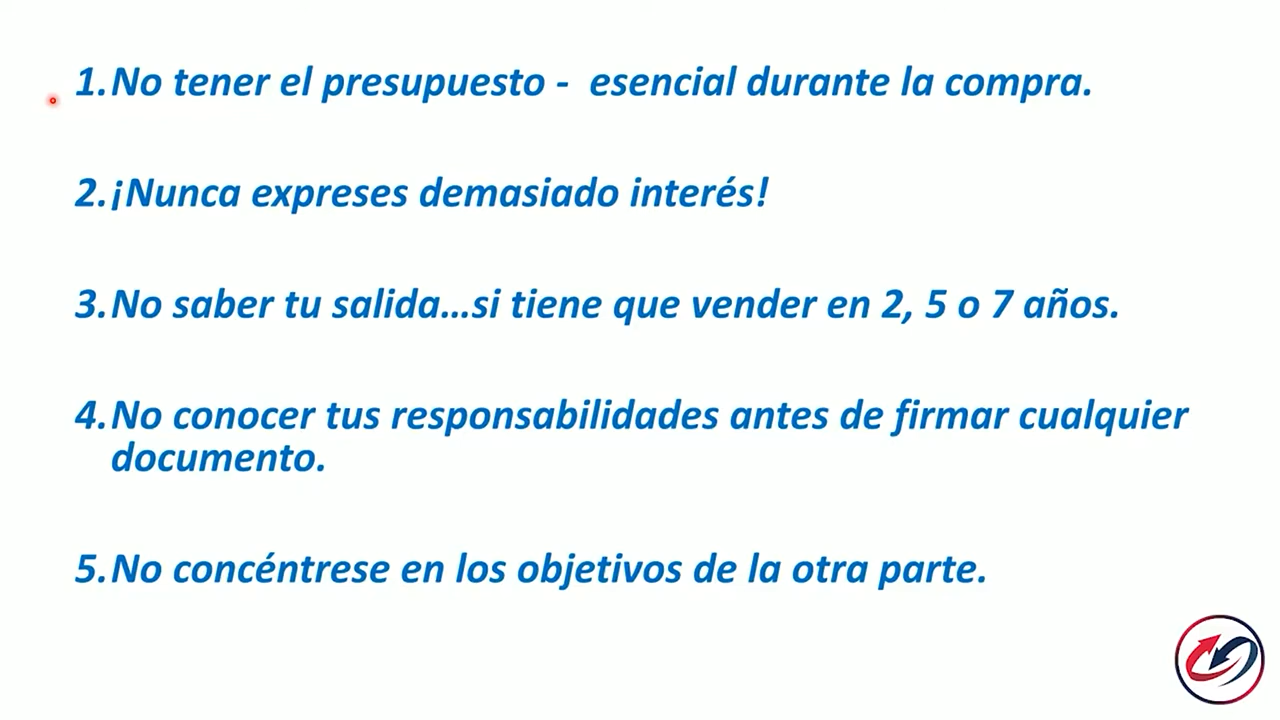 1. No tener el presupuesto - esencial durante la compra.
2. ¡Nunca expreses demasiado interés!
3. No saber tu salida...si tiene que vender en 2, 5 o 7 años.
4. No conocer tus responsabilidades antes de firmar cualquier
documento.
5. No concéntrese en los objetivos de la otra parte.